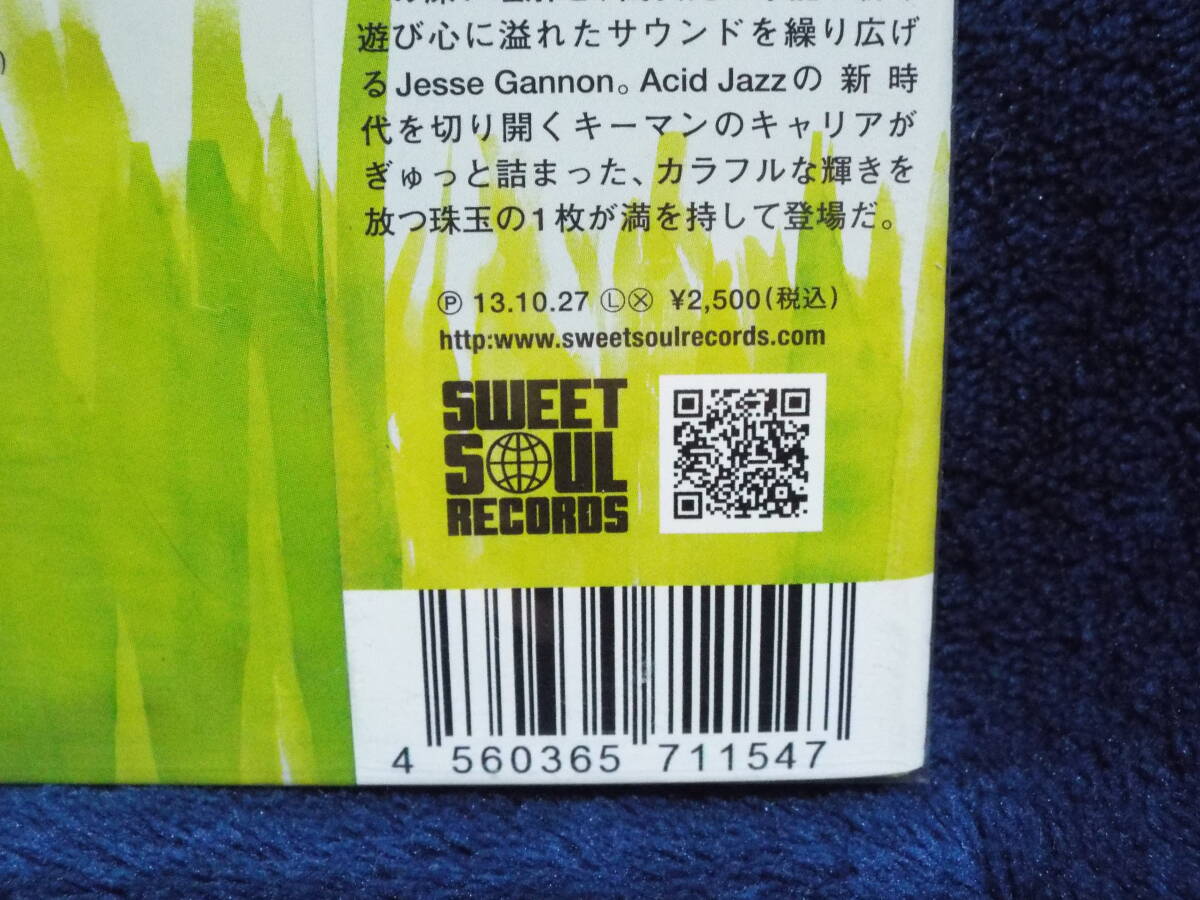 )
遊び心に溢れたサウンドを繰り広げ
るJesse Gannon。Acid Jazzの新時
代を切り開くキーマンのキャリアが
ぎゅっと詰まった、カラフルな輝きを
放つ珠玉の1枚が満を持して登場だ。
Ⓟ 13.10.27 Ⓛⓧ ¥2,500(税込)
http:www.sweetsoulrecords.com
SWEET
SOUL
RECORDS
4 560365 711547